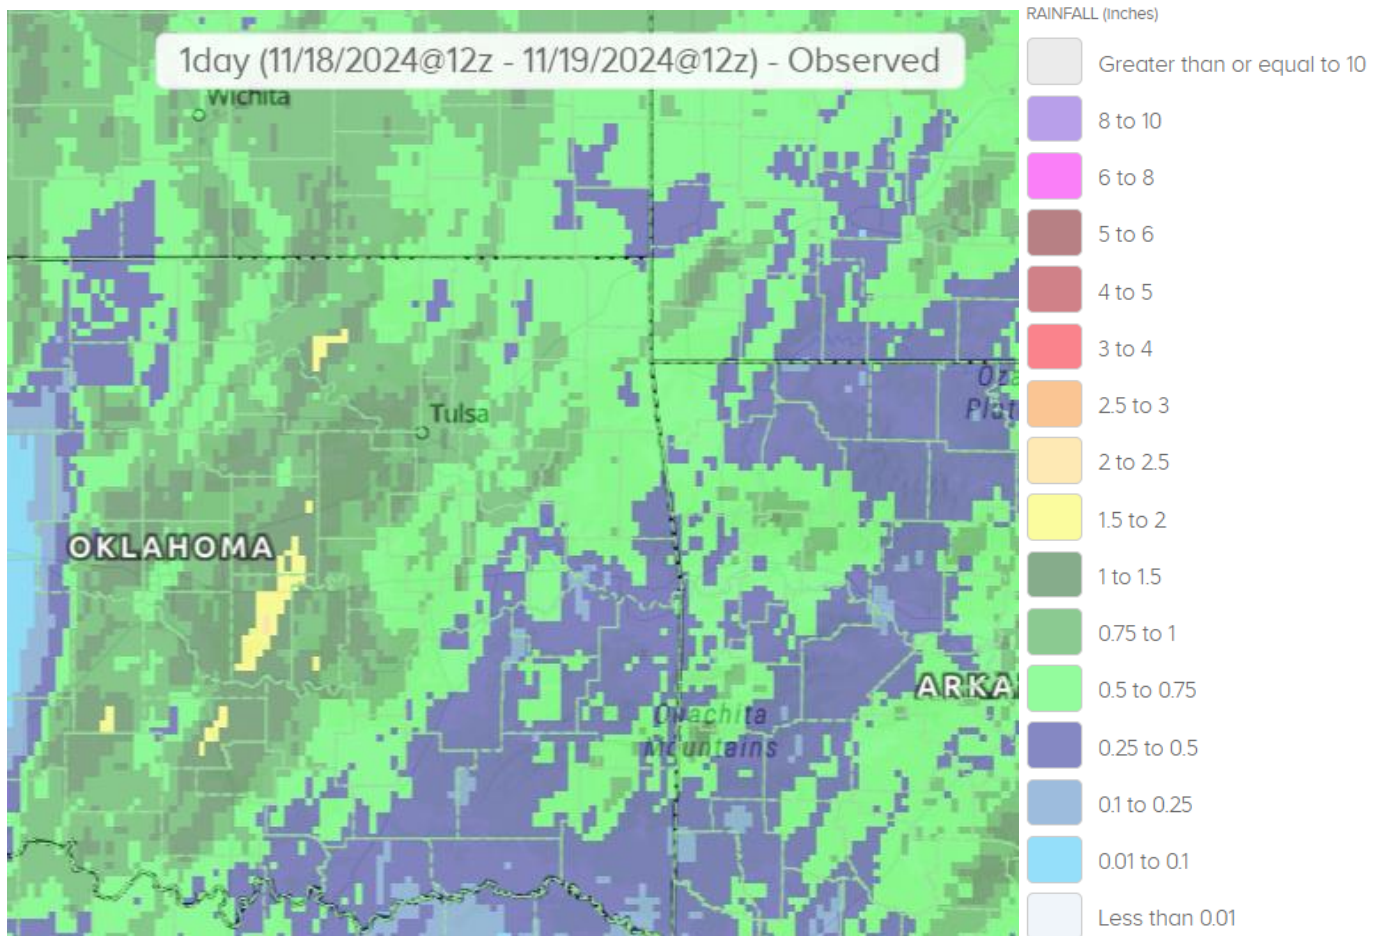 RAINFALL (Inches)
1day (11/18/2024@12z - 11/19/2024@12z) - Observed
Greater than or equal to 10
Wichita
8 to 10
6 to 8
5 to 6
4 to 5
3 to 4
Oza
Plat
2.5 to 3
Tulsa
2 to 2.5
1.5 to 2
OKLAHOMA
1 to 1.5
0.75 to 1
ARKA
0.5 to 0.75
Ouachita
Mountains
0.25 to 0.5
0.1 to 0.25
0.01 to 0.1
Less than 0.01